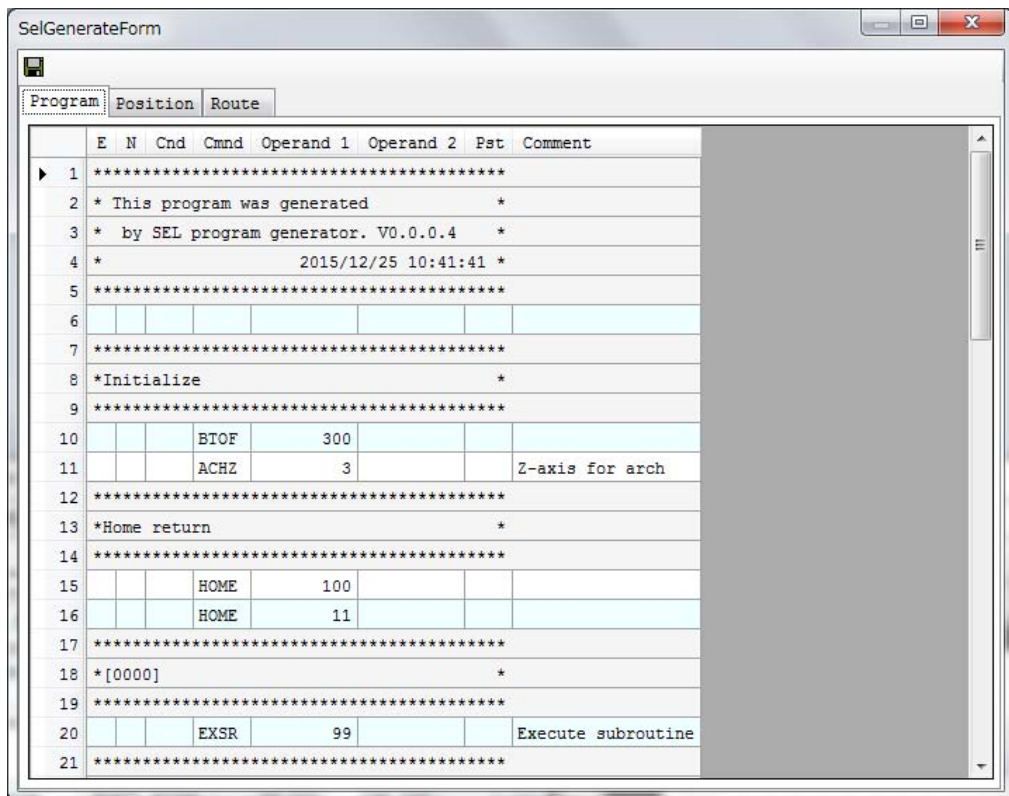 SelGenerateForm
Program Position Route
E N Cnd Cmnd Operand 1 Operand 2 Pst Comment
1 ******************************************
2 * This program was generated *
3 * by SEL program generator. V0.0.0.4 *
4 * 2015/12/25 10:41:41 *
5 ******************************************
6
7 ******************************************
8 *Initialize *
9 ******************************************
10 BTOF 300
11 ACHZ 3 Z-axis for arch
12 ******************************************
13 *Home return *
14 ******************************************
15 HOME 100
16 HOME 11
17 ******************************************
18 *[0000] *
19 ******************************************
20 EXSR 99 Execute subroutine
21 ******************************************